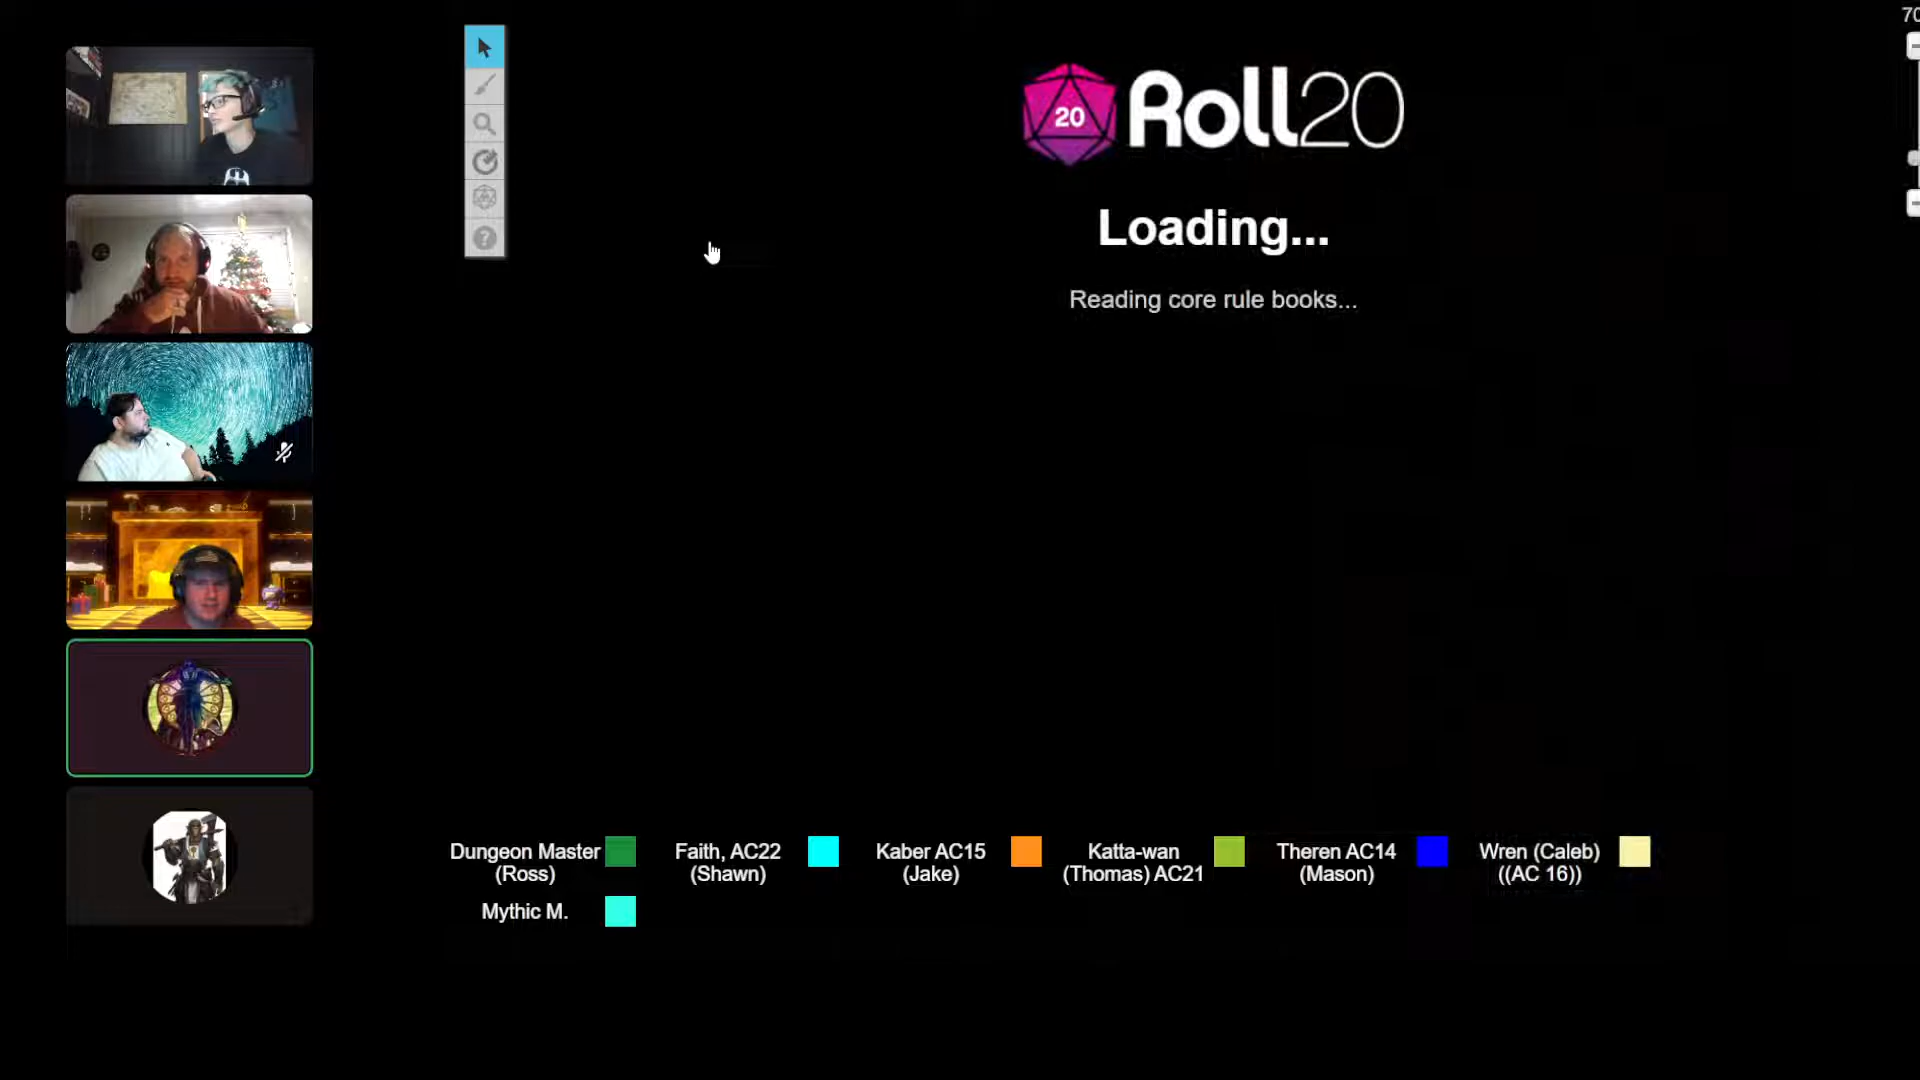 70
20
Roll20
Loading...
Reading core rule books...
Dungeon Master
(Ross)
Faith, AC22
(Shawn)
Kaber AC15
(Jake)
Katta-wan
(Thomas) AC21
Theren AC14
(Mason)
Wren (Caleb)
((AC 16))
Mythic M.